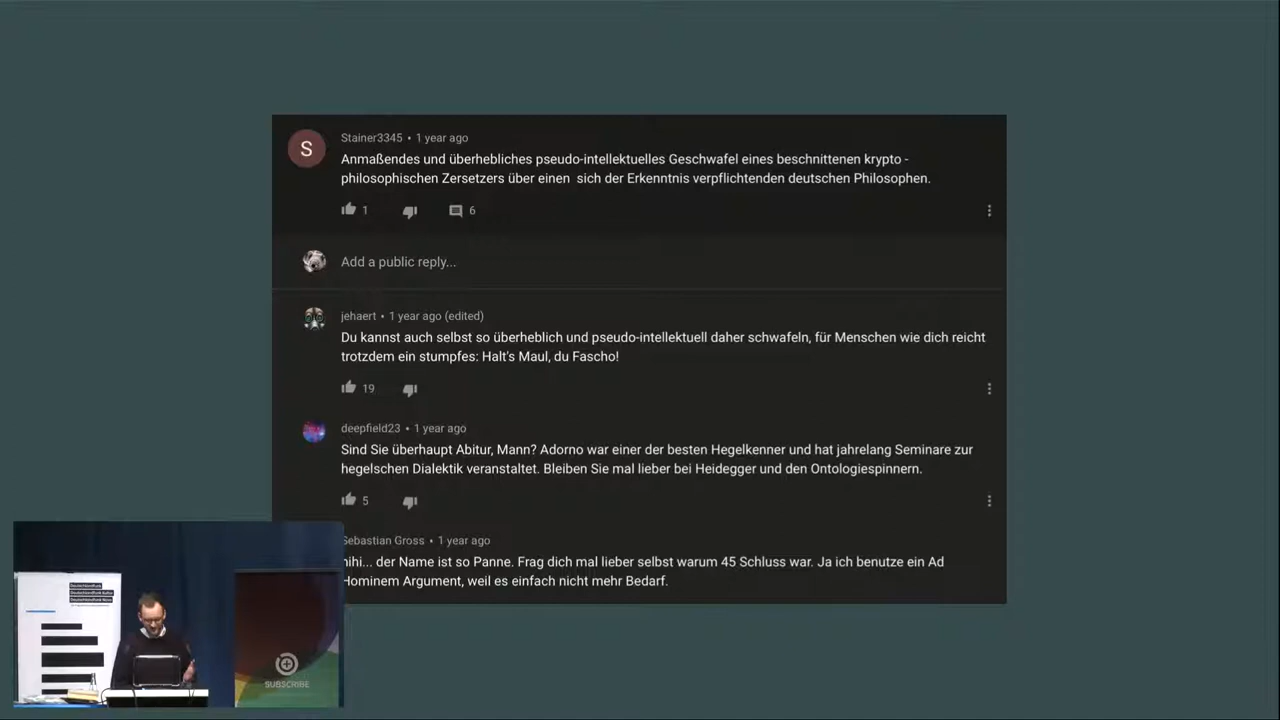 Stainer3345 • 1 year ago
Anmaßendes und überhebliches pseudo-intellektuelles Geschwafel eines beschnittenen krypto -
philosophischen Zersetzers über einen sich der Erkenntnis verpflichtenden deutschen Philosophen.
S
1
6
Add a public reply...
jehaert • 1 year ago (edited)
Du kannst auch selbst so überheblich und pseudo-intellektuell daher schwafeln, für Menschen wie dich reicht
trotzdem ein stumpfes: Halt's Maul, du Fascho!
19
deepfield23 • 1 year ago
Sind Sie überhaupt Abitur, Mann? Adorno war einer der besten Hegelkenner und hat jahrelang Seminare zur
hegelschen Dialektik veranstaltet. Bleiben Sie mal lieber bei Heidegger und den Ontologiespinnern.
5
Sebastian Gross • 1 year ago
hihi... der Name ist so Panne. Frag dich mal lieber selbst warum 45 Schluss war. Ja ich benutze ein Ad
Hominem Argument, weil es einfach nicht mehr Bedarf.
Deutschlandfunk
Deutschlandfunk Kultur
Deutschlandfunk Nova
SUBSCRIBE